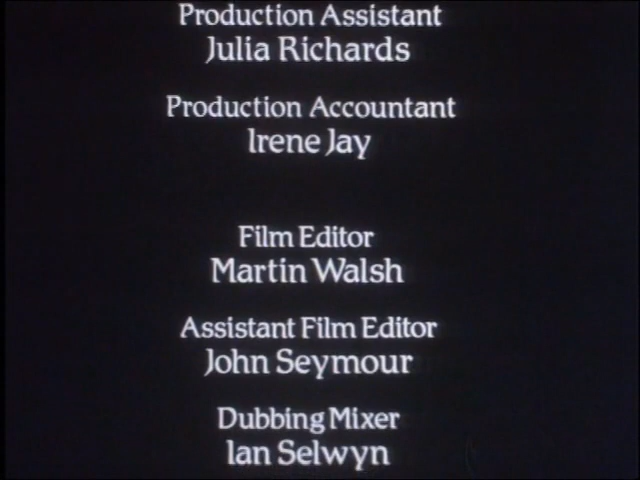 Production Assistant
Julia Richards
Production Accountant
Irene Jay
Film Editor
Martin Walsh
Assistant Film Editor
John Seymour
Dubbing Mixer
Ian Selwyn